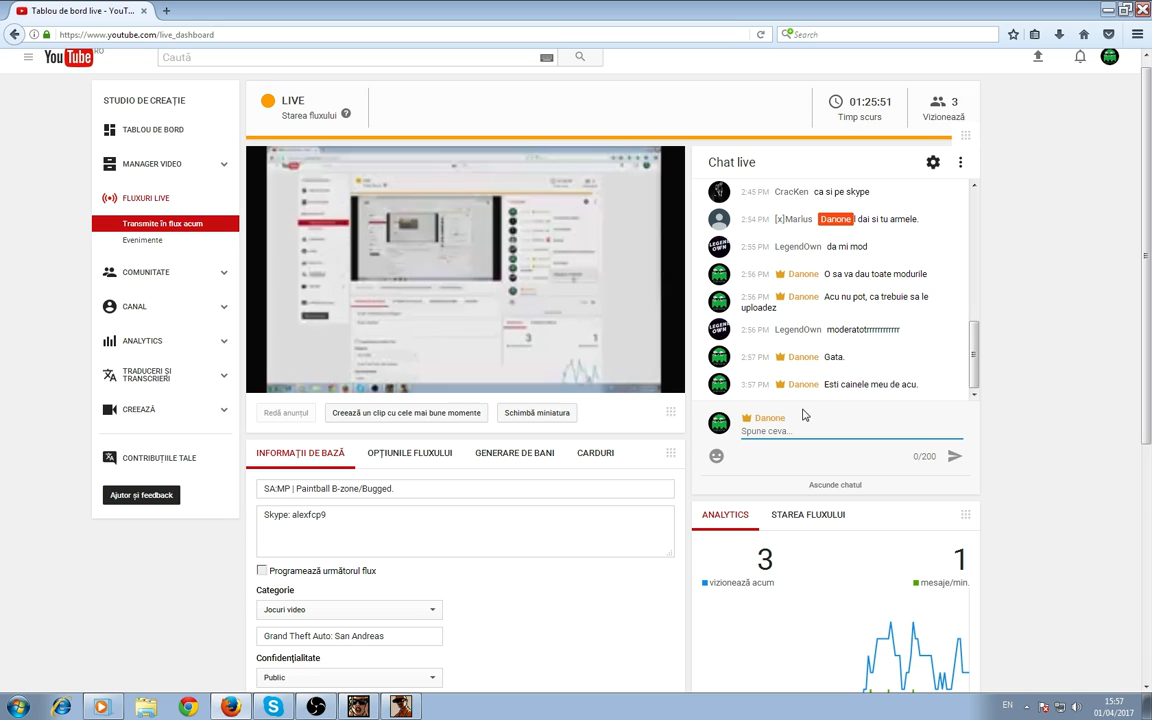 Tablou de bord live - YouT...
https://www.youtube.com/live_dashboard
Search
YouTube RO
Caută
STUDIO DE CREAȚIE
TABLOU DE BORD
MANAGER VIDEO
FLUXURI LIVE
Transmite în flux acum
Evenimente
COMUNITATE
CANAL
ANALYTICS
TRADUCERI ȘI
TRANSCRIERI
CREEAZĂ
CONTRIBUȚIILE TALE
Ajutor și feedback
LIVE
Starea fluxului
01:25:51
Timp scurs
3
Vizionează
Redă anunțul
Creează un clip cu cele mai bune momente
Schimbă miniatura
INFORMAȚII DE BAZĂ
OPȚIUNILE FLUXULUI
GENERARE DE BANI
CARDURI
SA:MP | Paintball B-zone/Bugged.
Skype: alexfcp9
Programează următorul flux
Categorie
Jocuri video
Grand Theft Auto: San Andreas
Confidențialitate
Public
Chat live
2:45 PM CracKen ca si pe skype
2:54 PM [x]Marius Danone l dai si tu armele.
2:55 PM LegendOwn da mi mod
2:56 PM Danone O sa va dau toate modurile
2:56 PM Danone Acu nu pot, ca trebuie sa le
uploadez
2:56 PM LegendOwn moderatotrrrrrrrrrrrr
2:57 PM Danone Gata.
3:57 PM Danone Esti cainele meu de acu.
Danone
Spune ceva...
0/200
Ascunde chatul
ANALYTICS
STAREA FLUXULUI
3
vizionează acum
1
mesaje/min.
EN
15:57
01/04/2017